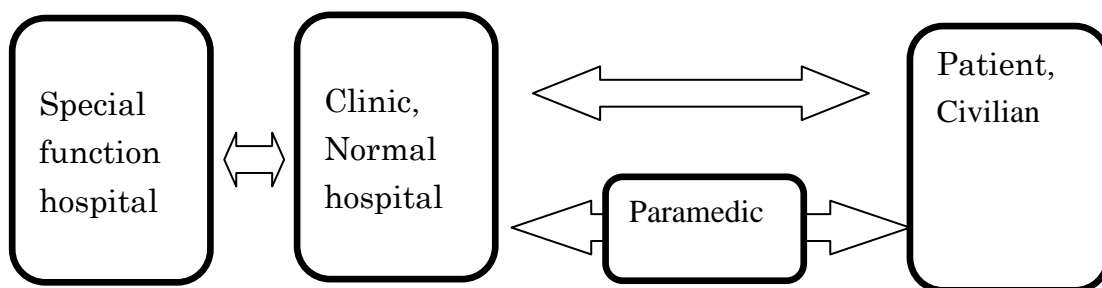 Special
function
hospital
Clinic,
Normal
hospital
Paramedic
Patient,
Civilian